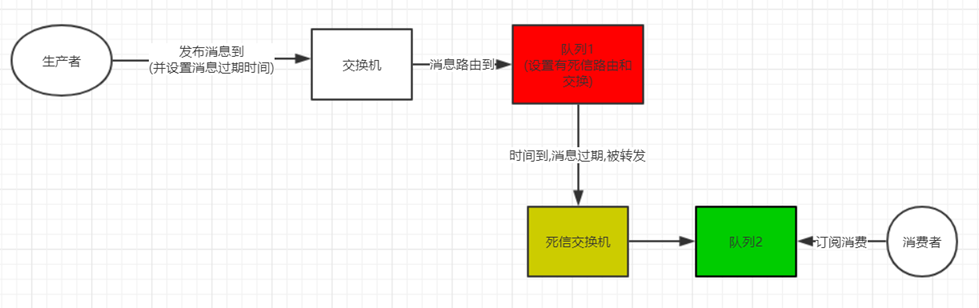 生产者
发布消息到
(并设置消息过期时间)
交换机
消息路由到
队列1
(设置有死信路由和
交换)
时间到,消息过期,被转发
死信交换机
队列2
订阅消费
消费者